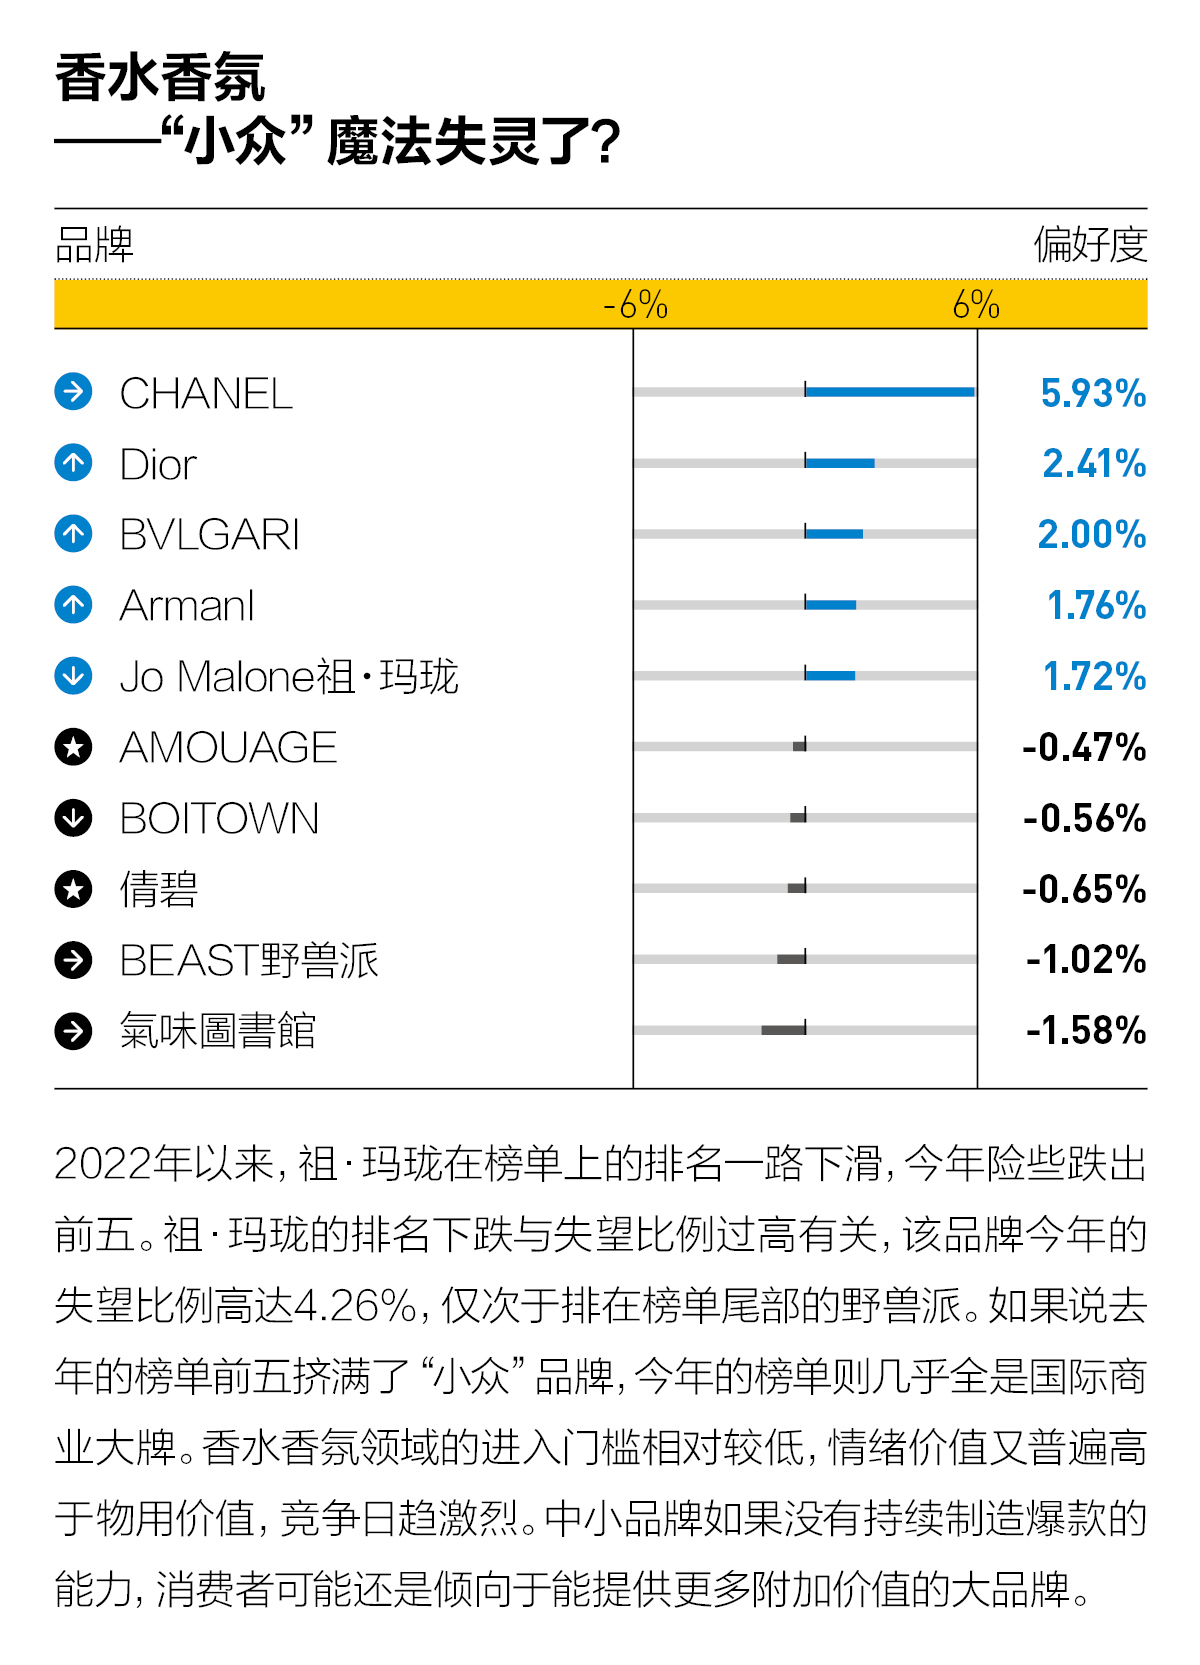 香水香氛
——“小众”魔法失灵了?
品牌 偏好度
-6% 6%
CHANEL 5.93%
Dior 2.41%
BVLGARI 2.00%
ArmanI 1.76%
Jo Malone祖·玛珑 1.72%
AMOUAGE -0.47%
BOITOWN -0.56%
倩碧 -0.65%
BEAST野兽派 -1.02%
氣味圖書館 -1.58%
2022年以来,祖·玛珑在榜单上的排名一路下滑,今年险些跌出
前五。祖·玛珑的排名下跌与失望比例过高有关,该品牌今年的
失望比例高达4.26%,仅次于排在榜单尾部的野兽派。如果说去
年的榜单前五挤满了“小众”品牌,今年的榜单则几乎全是国际商
业大牌。香水香氛领域的进入门槛相对较低,情绪价值又普遍高
于物用价值,竞争日趋激烈。中小品牌如果没有持续制造爆款的
能力,消费者可能还是倾向于能提供更多附加价值的大品牌。